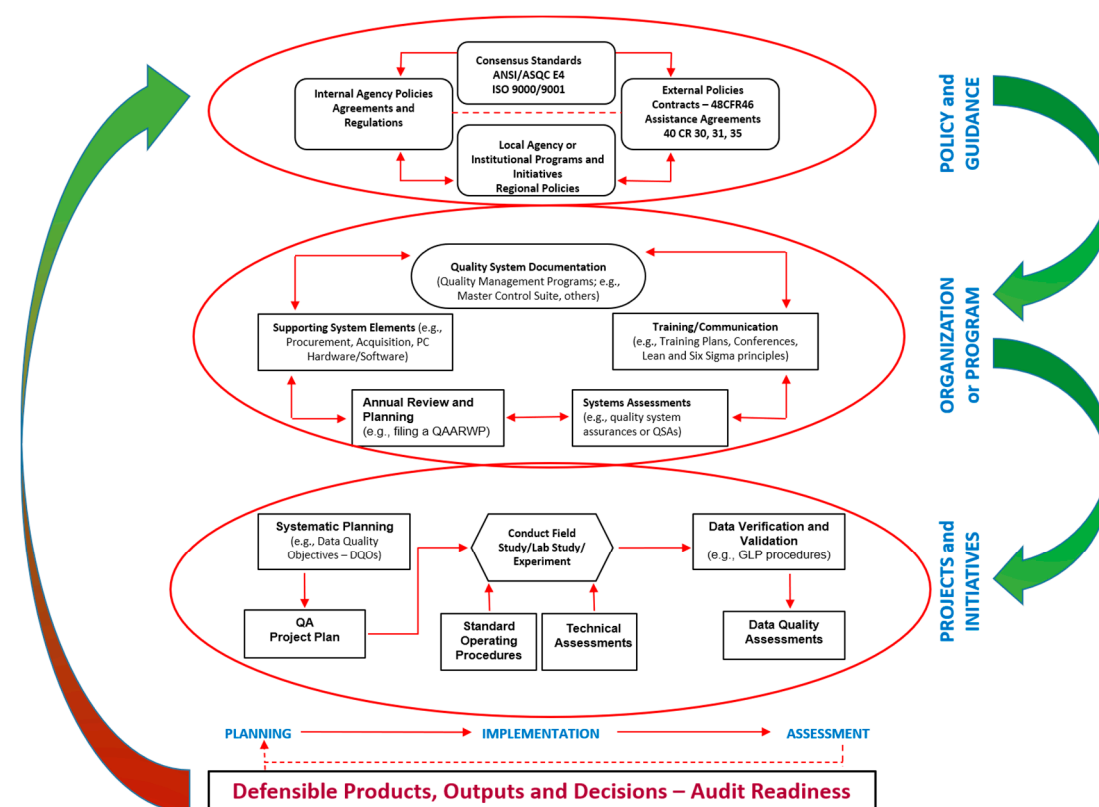 Consensus Standards
ANSI/ASQC E4
ISO 9000/9001
Internal Agency Policies
Agreements and
Regulations
External Policies
Contracts – 48CFR46
Assistance Agreements
40 CR 30, 31, 35
Local Agency or
Institutional Programs and
Initiatives
Regional Policies
POLICY and
GUIDANCE
Quality System Documentation
(Quality Management Programs; e.g.,
Master Control Suite, others)
Supporting System Elements (e.g.,
Procurement, Acquisition, PC
Hardware/Software)
Training/Communication
(e.g., Training Plans, Conferences,
Lean and Six Sigma principles)
Annual Review and
Planning
(e.g., filing a QAARWP)
Systems Assessments
(e.g., quality system
assurances or QSAs)
ORGANIZATION
or PROGRAM
Systematic Planning
(e.g., Data Quality
Objectives – DQOs)
Conduct Field
Study/Lab Study/
Experiment
Data Verification and
Validation
(e.g., GLP procedures)
QA
Project Plan
Standard
Operating
Procedures
Technical
Assessments
Data Quality
Assessments
PROJECTS and
INITIATIVES
PLANNING
IMPLEMENTATION
ASSESSMENT
Defensible Products, Outputs and Decisions – Audit Readiness